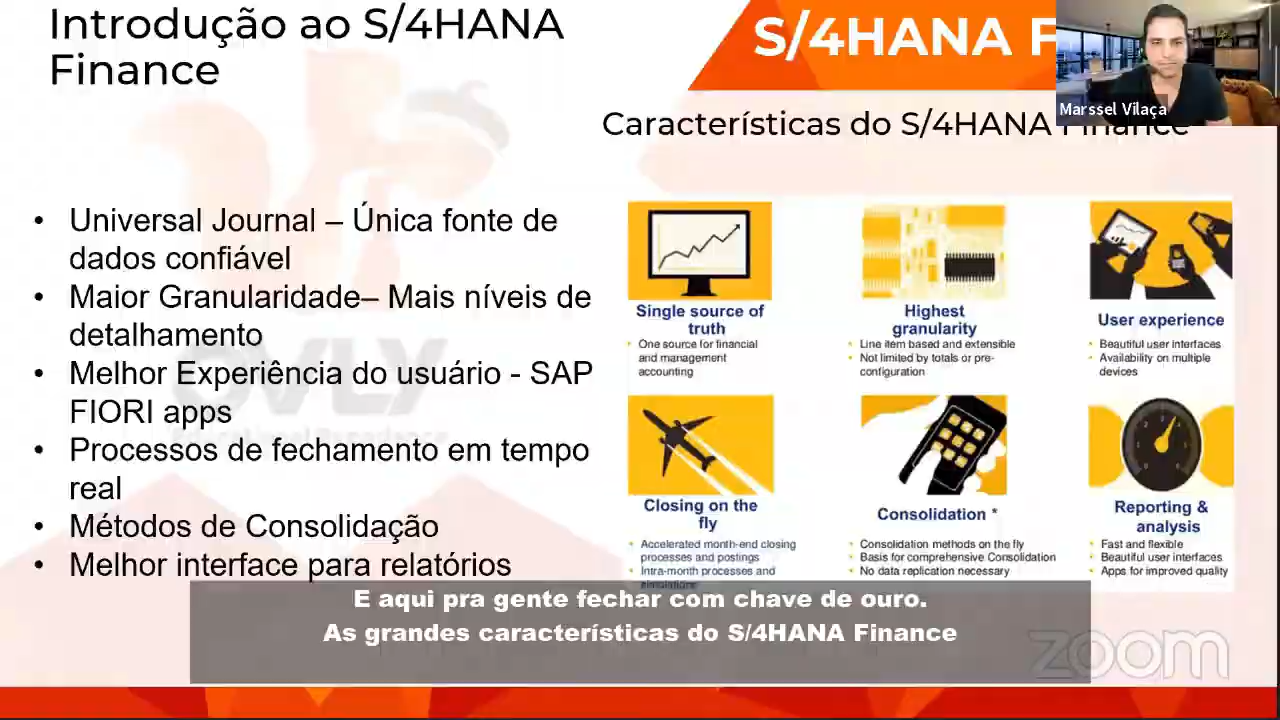 Introdução ao S/4HANA
Finance
S/4HANA F
Marssel Vilaça
Características do S/4HANA Finance
• Universal Journal – Única fonte de
dados confiável
• Maior Granularidade– Mais níveis de
detalhamento
• Melhor Experiência do usuário - SAP
FIORI apps
• Processos de fechamento em tempo
real
• Métodos de Consolidação
• Melhor interface para relatórios
OVLY
Educational Experience
Single source of
truth
• One source for financial
and management
accounting
Highest
granularity
• Line item based and extensible
• Not limited by totals or pre-
configuration
User experience
• Beautiful user interfaces
• Availability on multiple
devices
Closing on the
fly
• Accelerated month-end closing
processes and postings
• Intra-month processes and
simulations
Consolidation *
• Consolidation methods on the fly
• Basis for comprehensive Consolidation
• No data replication necessary
Reporting &
analysis
• Fast and flexible
• Beautiful user interfaces
• Apps for improved quality
E aqui pra gente fechar com chave de ouro.
As grandes características do S/4HANA Finance
zoom